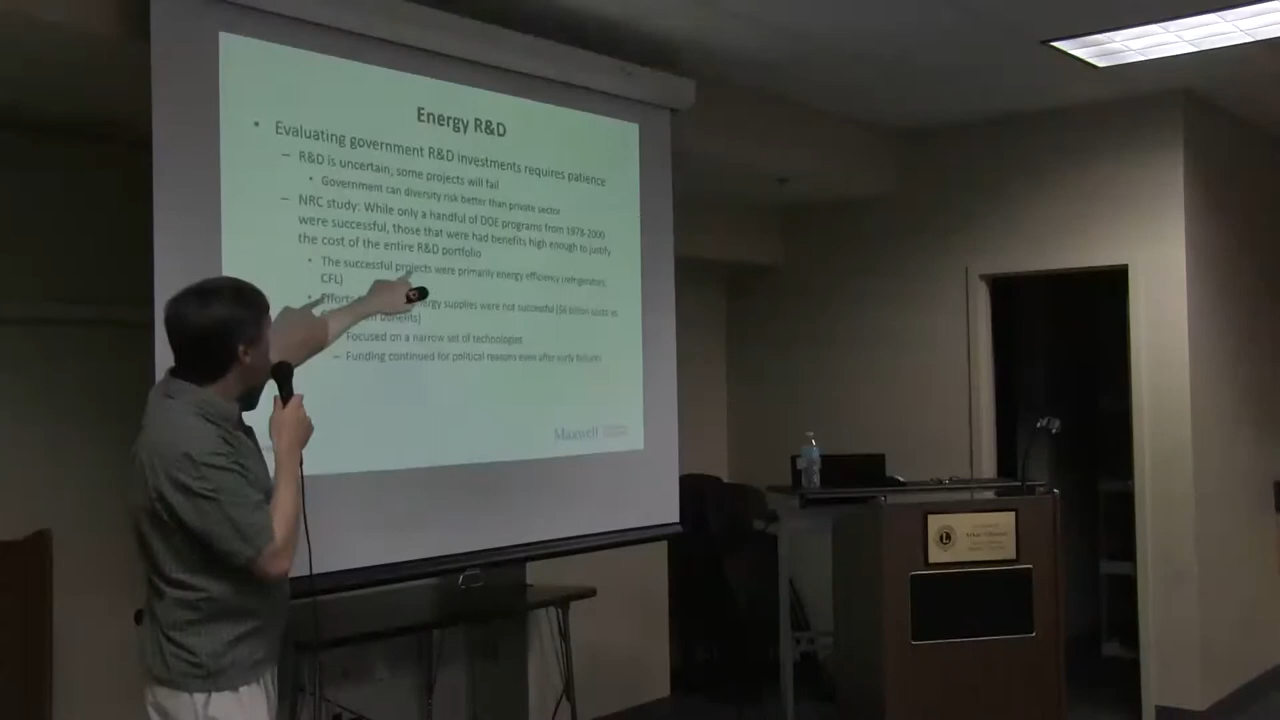 Energy R&D
• Evaluating government R&D investments requires patience
– R&D is uncertain, some projects will fail
• Government can diversity risk better than private sector
– NRC study: While only a handful of DOE programs from 1978-2000
were successful, those that were had benefits high enough to justify
the cost of the entire R&D portfolio
• The successful projects were primarily energy efficiency (refrigerators,
CFL)
• Efforts energy supplies were not successful ($6 billion costs vs
benefits)
Focused on a narrow set of technologies
– Funding continued for political reasons even after early failures
Maxwell
L